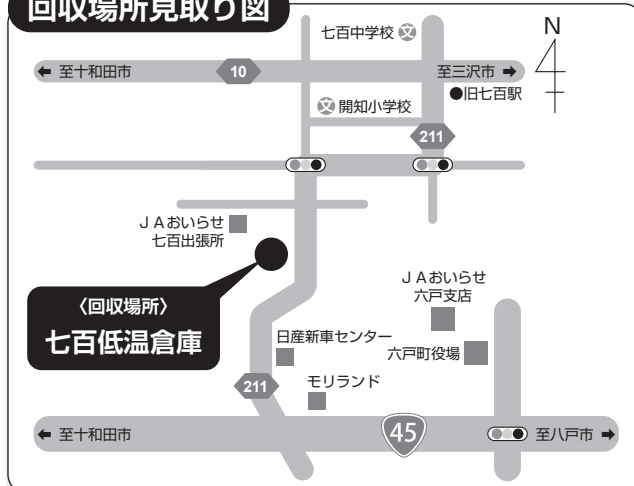 回収場所見取り図
七百中学校 文
N
← 至十和田市
10
至三沢市 →
●旧七百駅
文 開知小学校
211
ＪＡおいらせ
七百出張所
〈回収場所〉
七百低温倉庫
ＪＡおいらせ
六戸支店
日産新車センター
六戸町役場
211
モリランド
← 至十和田市
45
至八戸市 →